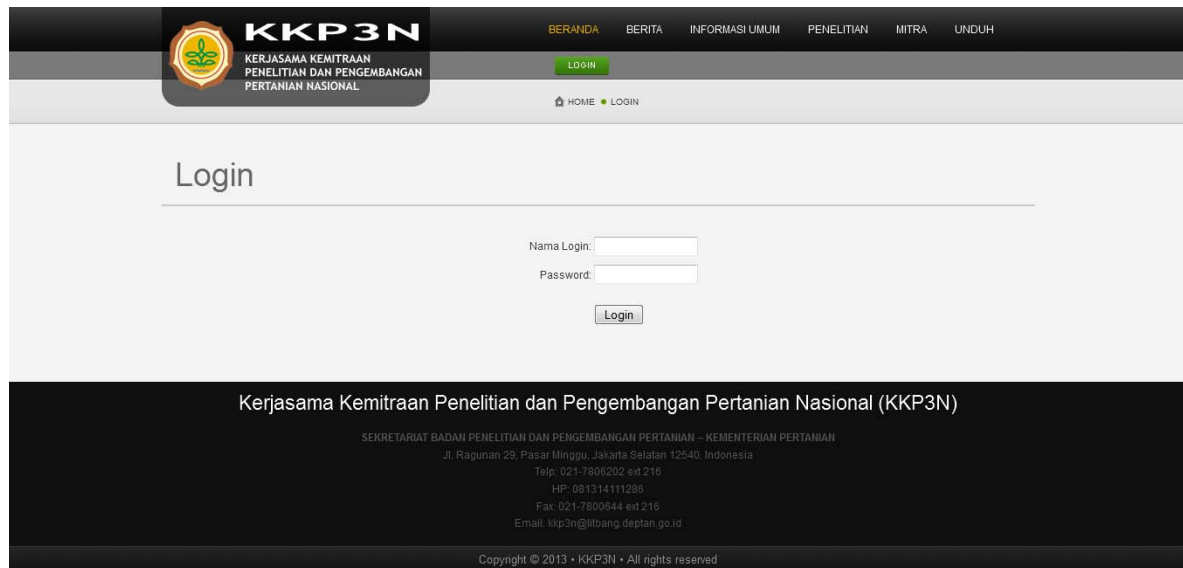 KKP3N
KERJASAMA KEMITRAAN
PENELITIAN DAN PENGEMBANGAN
PERTANIAN NASIONAL
BERANDA BERITA INFORMASI UMUM PENELITIAN MITRA UNDUH
LOGIN
HOME • LOGIN
Login
Nama Login:
Password:
Login
Kerjasama Kemitraan Penelitian dan Pengembangan Pertanian Nasional (KKP3N)
SEKRETARIAT BADAN PENELITIAN DAN PENGEMBANGAN PERTANIAN – KEMENTERIAN PERTANIAN
Jl. Ragunan 29, Pasar Minggu, Jakarta Selatan 12540, Indonesia
Telp: 021-7806202 ext 216
HP: 081314111286
Fax: 021-7800644 ext 216
Email: kkp3n@litbang.deptan.go.id
Copyright © 2013 • KKP3N • All rights reserved